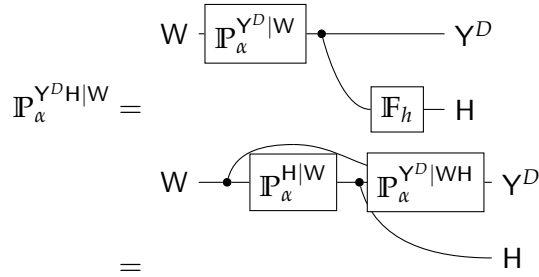 W ℙ_α^{Y^D|W} Y^D
ℙ_α^{Y^D H|W} = 𝔽_h H
W ℙ_α^{H|W} ℙ_α^{Y^D|WH} Y^D
= H